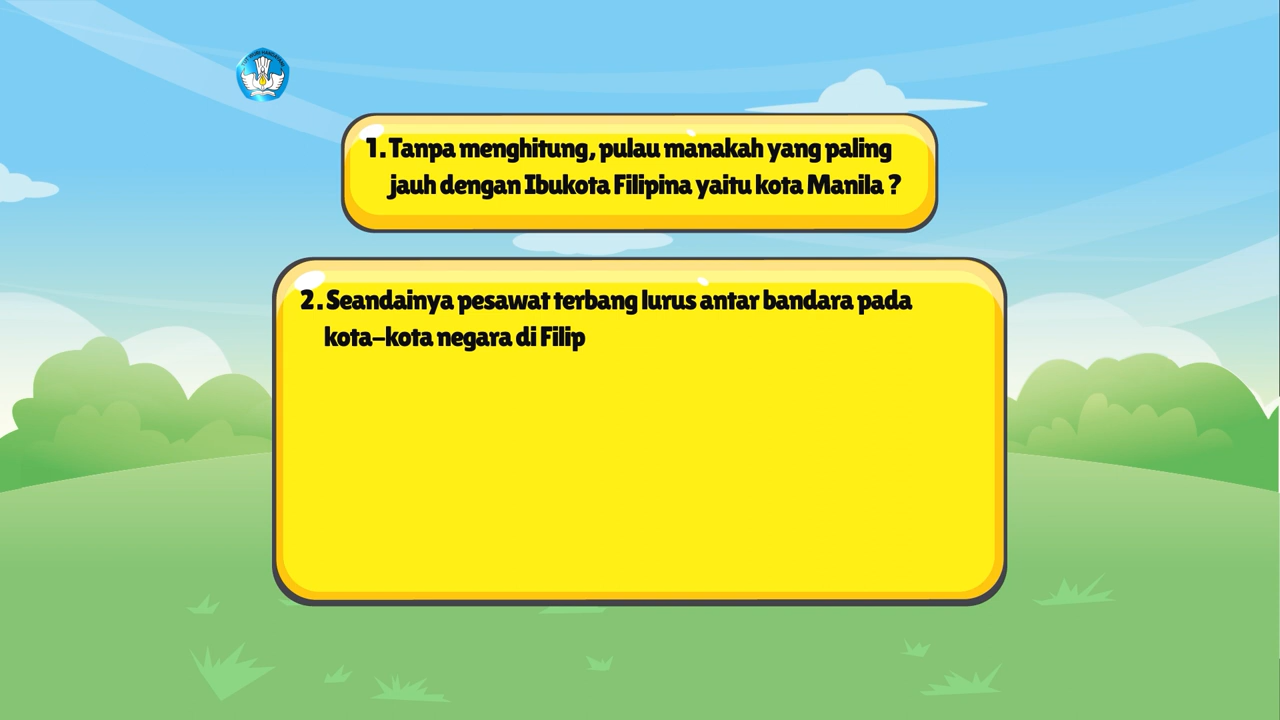 1. Tanpa menghitung, pulau manakah yang paling
jauh dengan Ibukota Filipina yaitu kota Manila ?
2. Seandainya pesawat terbang lurus antar bandara pada
kota-kota negara di Filip